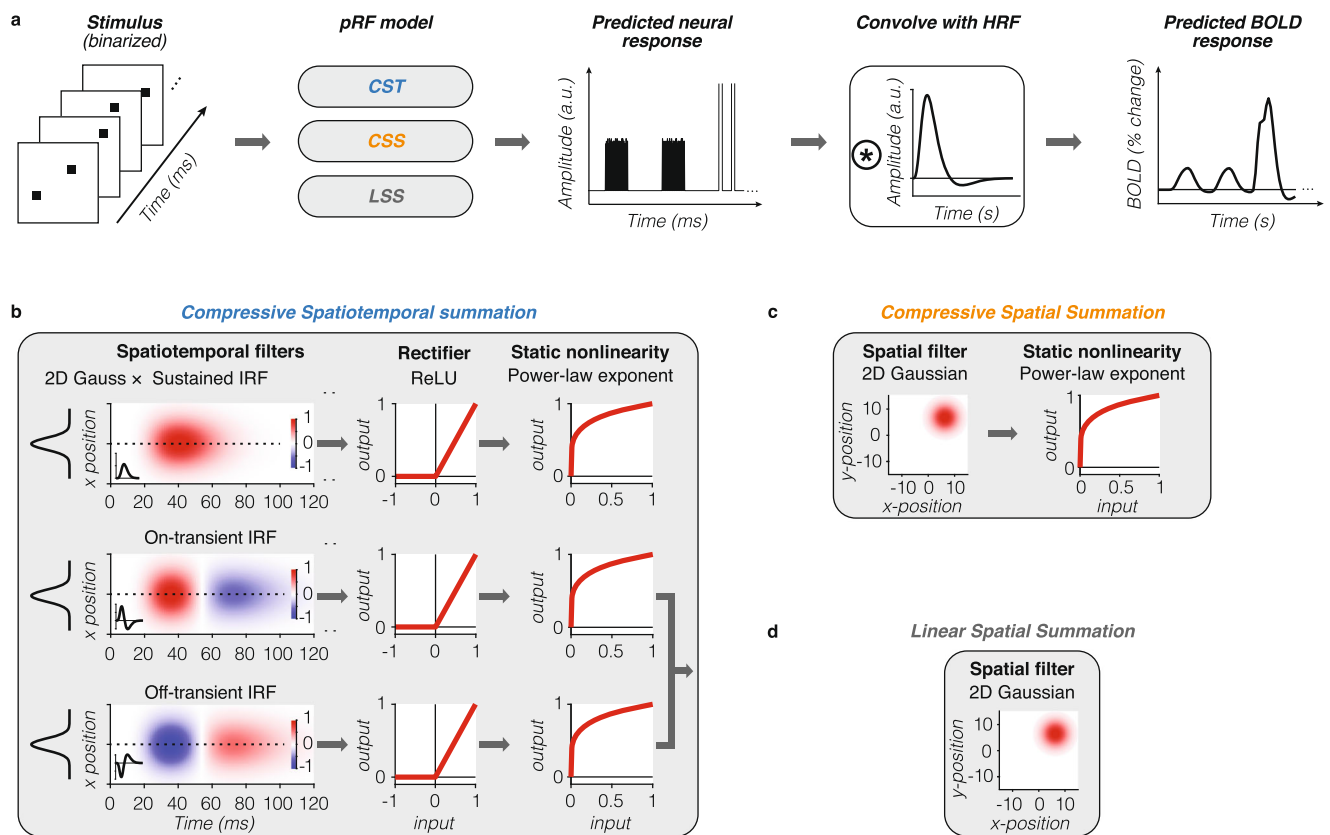 a
Stimulus
(binarized)
Time (ms)
pRF model
CST
CSS
LSS
Predicted neural
response
Amplitude (a.u.)
Time (ms)
Convolve with HRF
*
Amplitude (a.u.)
Time (s)
Predicted BOLD
response
BOLD (% change)
Time (s)
b
Compressive Spatiotemporal summation
Spatiotemporal filters
2D Gauss × Sustained IRF
Rectifier
ReLU
Static nonlinearity
Power-law exponent
x position
1
0
-1
0 20 40 60 80 100 120
output
1
0
-1 0 1
output
1
0
0 0.5 1
On-transient IRF
x position
1
0
-1
0 20 40 60 80 100 120
output
1
0
-1 0 1
output
1
0
0 0.5 1
Off-transient IRF
x position
1
0
-1
0 20 40 60 80 100 120
Time (ms)
output
1
0
-1 0 1
input
output
1
0
0 0.5 1
input
c
Compressive Spatial Summation
Spatial filter
2D Gaussian
y-position
10
0
-10
-10 0 10
x-position
Static nonlinearity
Power-law exponent
output
1
0
0 0.5 1
input
d
Linear Spatial Summation
Spatial filter
2D Gaussian
y-position
10
0
-10
-10 0 10
x-position